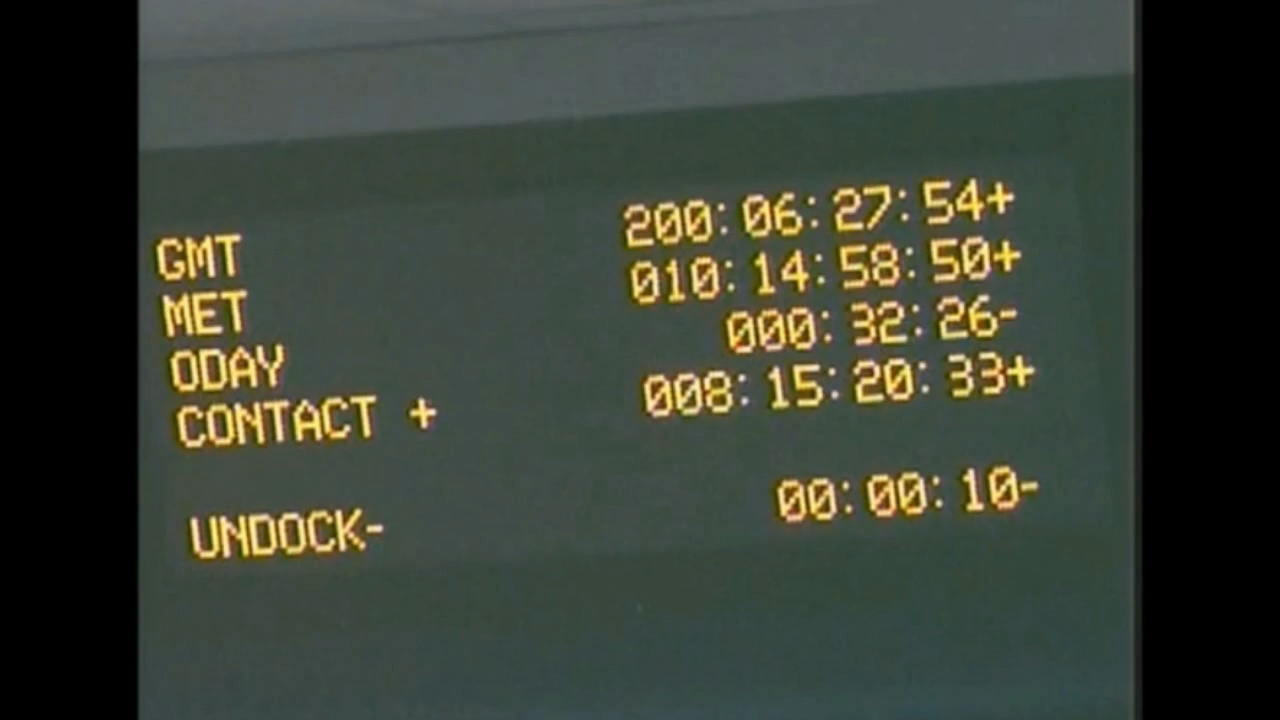 GMT 200:06:27:54+
MET 010:14:58:50+
ODAY 000:32:26-
CONTACT + 008:15:20:33+
UNDOCK- 00:00:10-